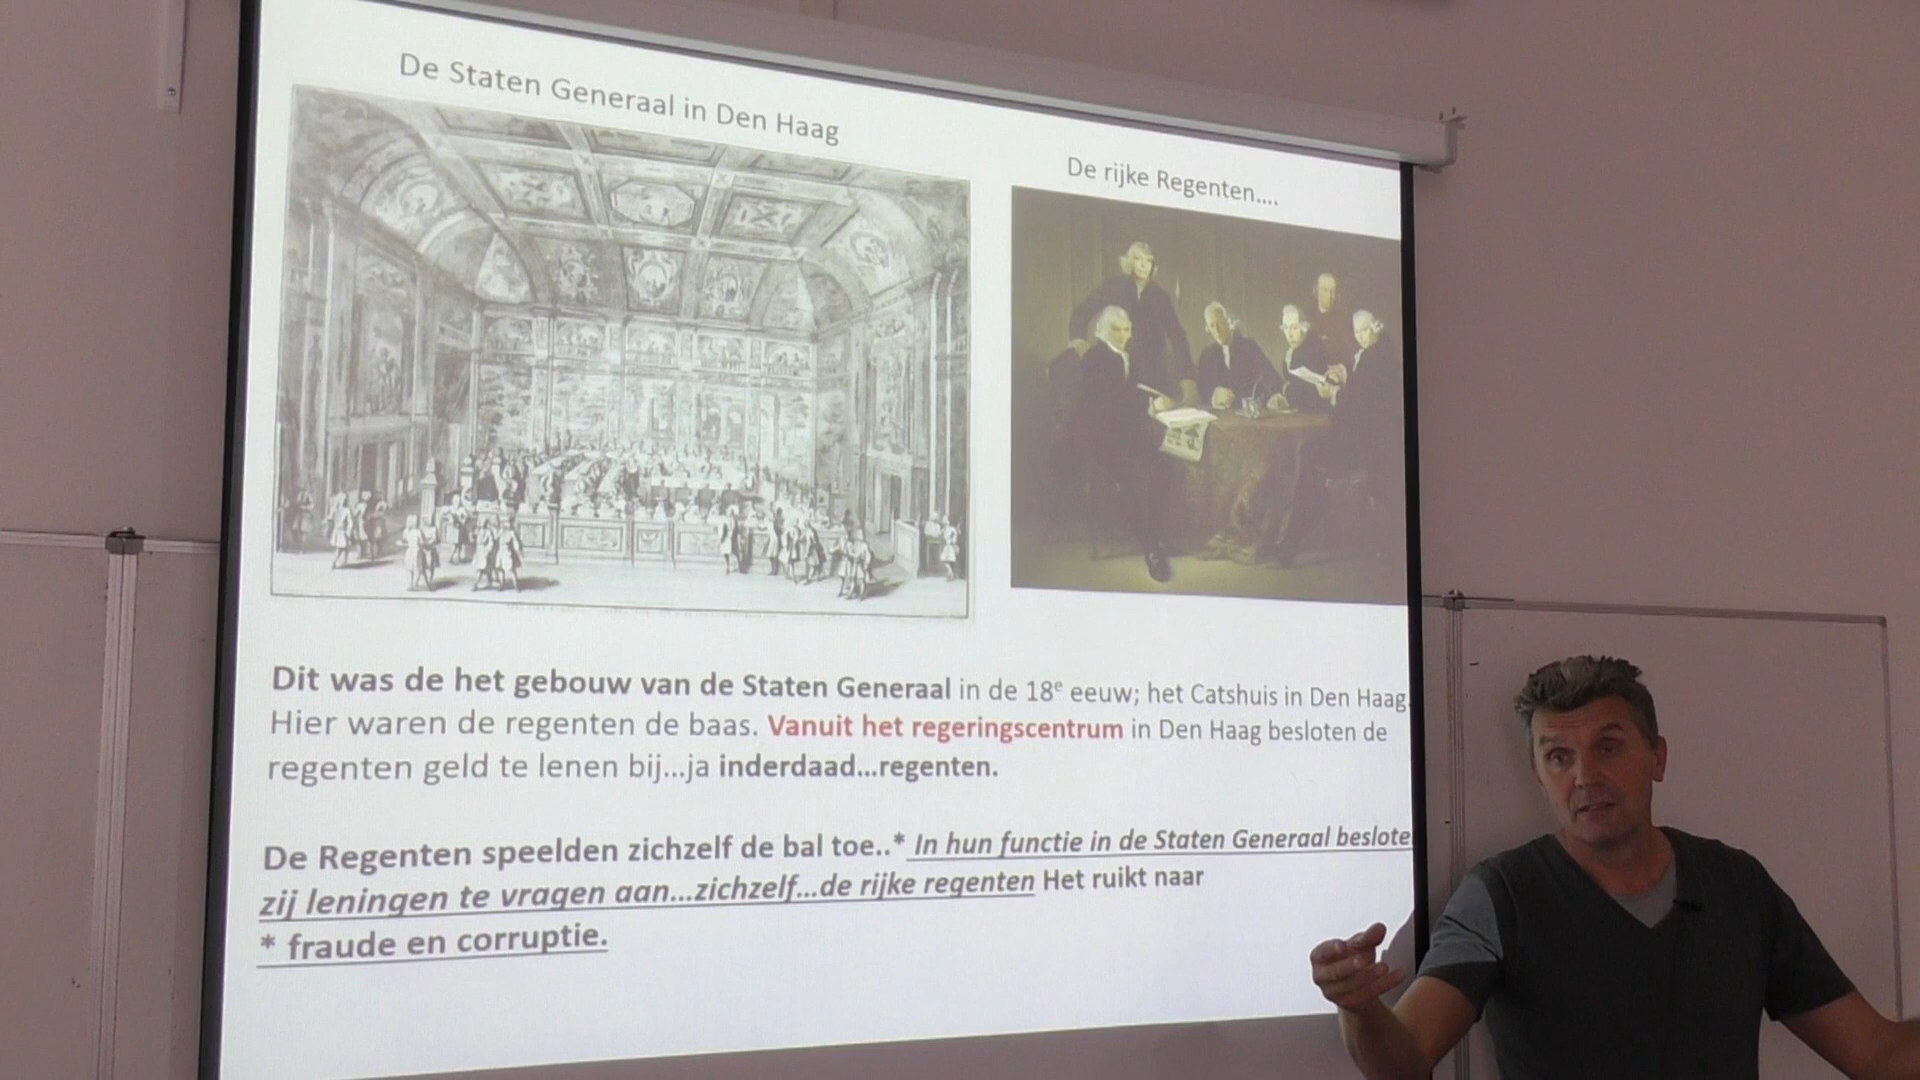 De Staten Generaal in Den Haag
De rijke Regenten....
Dit was de het gebouw van de Staten Generaal in de 18e eeuw; het Catshuis in Den Haag.
Hier waren de regenten de baas. Vanuit het regeringscentrum in Den Haag besloten de
regenten geld te lenen bij...ja inderdaad...regenten.
De Regenten speelden zichzelf de bal toe..* In hun functie in de Staten Generaal beslote
zij leningen te vragen aan...zichzelf...de rijke regenten Het ruikt naar
* fraude en corruptie.